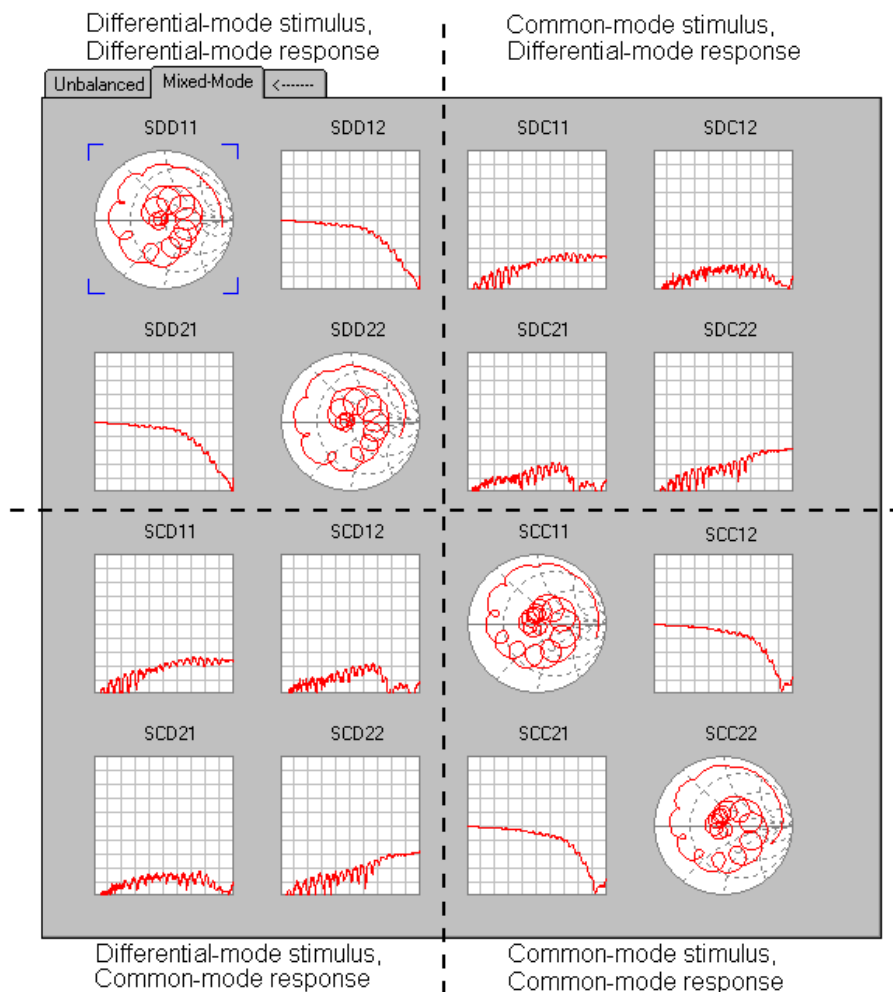 Differential-mode stimulus,
Differential-mode response
Common-mode stimulus,
Differential-mode response
Unbalanced
Mixed-Mode
<-------
SDD11
SDD12
SDC11
SDC12
SDD21
SDD22
SDC21
SDC22
SCD11
SCD12
SCC11
SCC12
SCD21
SCD22
SCC21
SCC22
Differential-mode stimulus,
Common-mode response
Common-mode stimulus,
Common-mode response